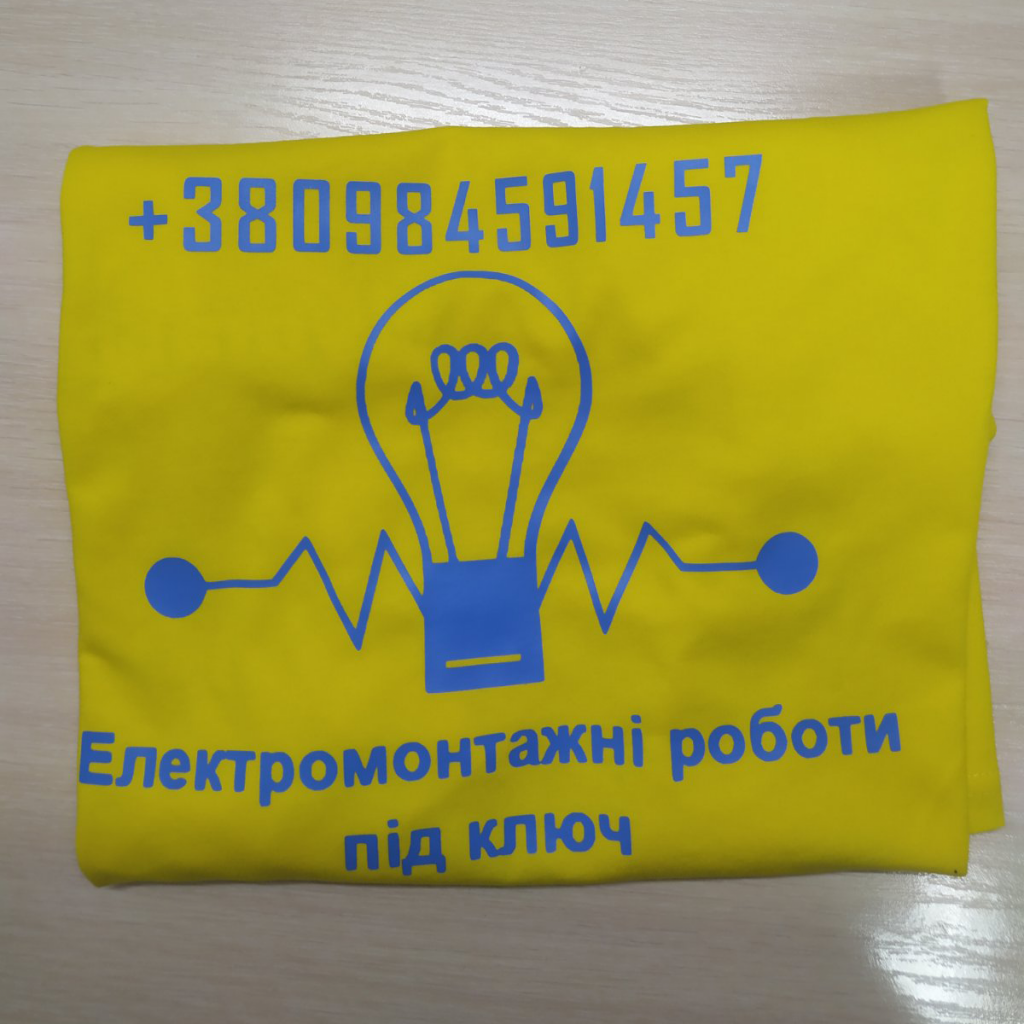 +380984591457
Електромонтажні роботи
під ключ